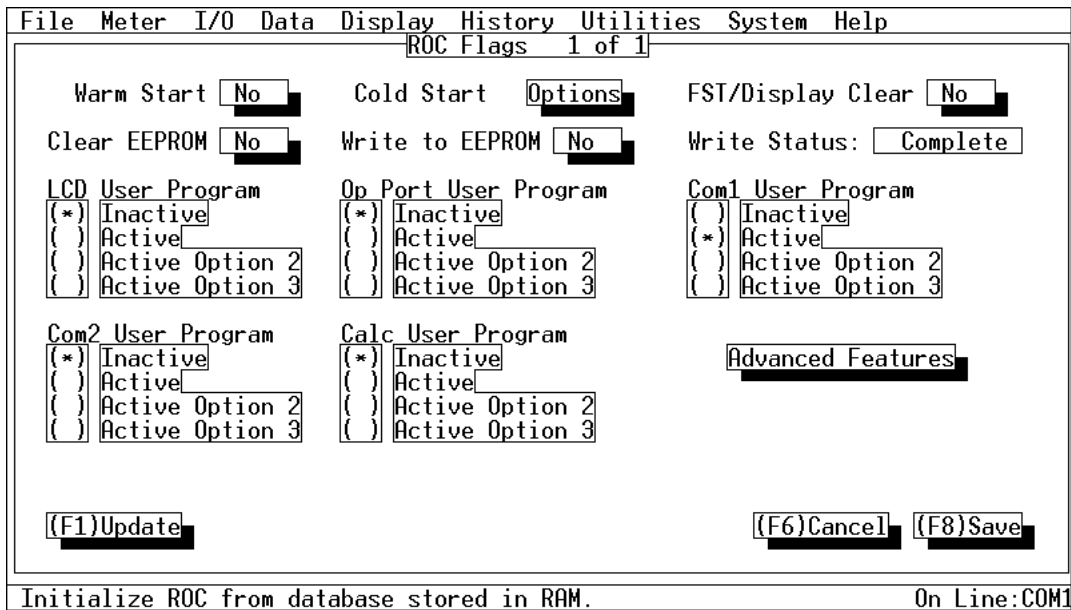 File Meter I/O Data Display History Utilities System Help
ROC Flags 1 of 1
Warm Start No Cold Start Options FST/Display Clear No
Clear EEPROM No Write to EEPROM No Write Status: Complete
LCD User Program Op Port User Program Com1 User Program
(*) Inactive (*) Inactive ( ) Inactive
( ) Active ( ) Active (*) Active
( ) Active Option 2 ( ) Active Option 2 ( ) Active Option 2
( ) Active Option 3 ( ) Active Option 3 ( ) Active Option 3
Com2 User Program Calc User Program
(*) Inactive (*) Inactive Advanced Features
( ) Active ( ) Active
( ) Active Option 2 ( ) Active Option 2
( ) Active Option 3 ( ) Active Option 3
(F1)Update (F6)Cancel (F8)Save
Initialize ROC from database stored in RAM. On Line:COM1